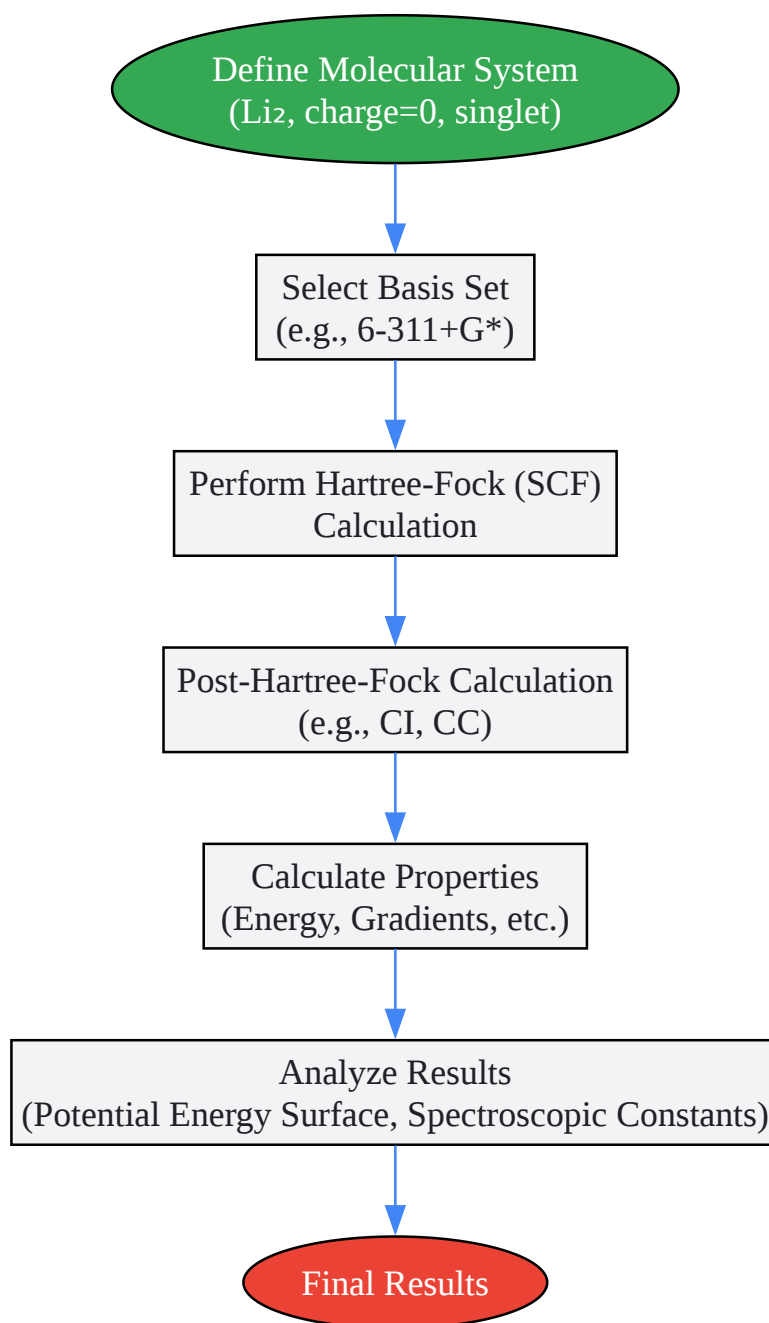 Define Molecular System
(Li₂, charge=0, singlet)
Select Basis Set
(e.g., 6-311+G*)
Perform Hartree-Fock (SCF)
Calculation
Post-Hartree-Fock Calculation
(e.g., CI, CC)
Calculate Properties
(Energy, Gradients, etc.)
Analyze Results
(Potential Energy Surface, Spectroscopic Constants)
Final Results